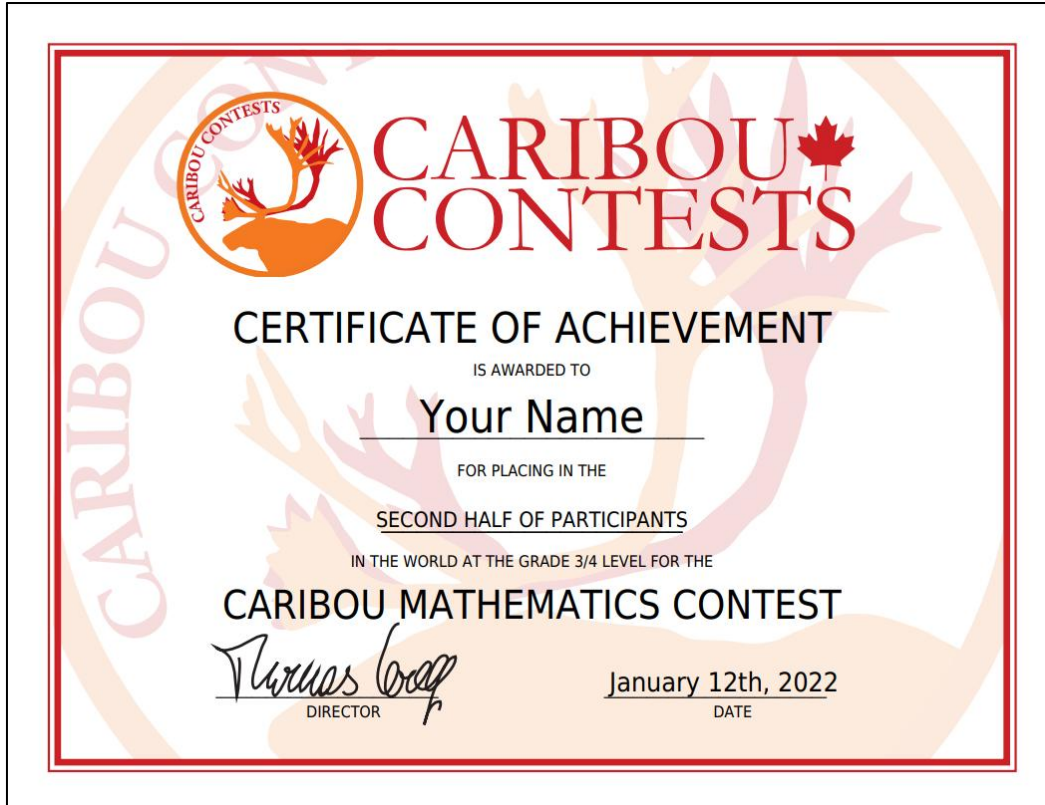 CARIBOU CONTESTS
CARIBOU
CONTESTS
CERTIFICATE OF ACHIEVEMENT
IS AWARDED TO
Your Name
FOR PLACING IN THE
SECOND HALF OF PARTICIPANTS
IN THE WORLD AT THE GRADE 3/4 LEVEL FOR THE
CARIBOU MATHEMATICS CONTEST
DIRECTOR
January 12th, 2022
DATE